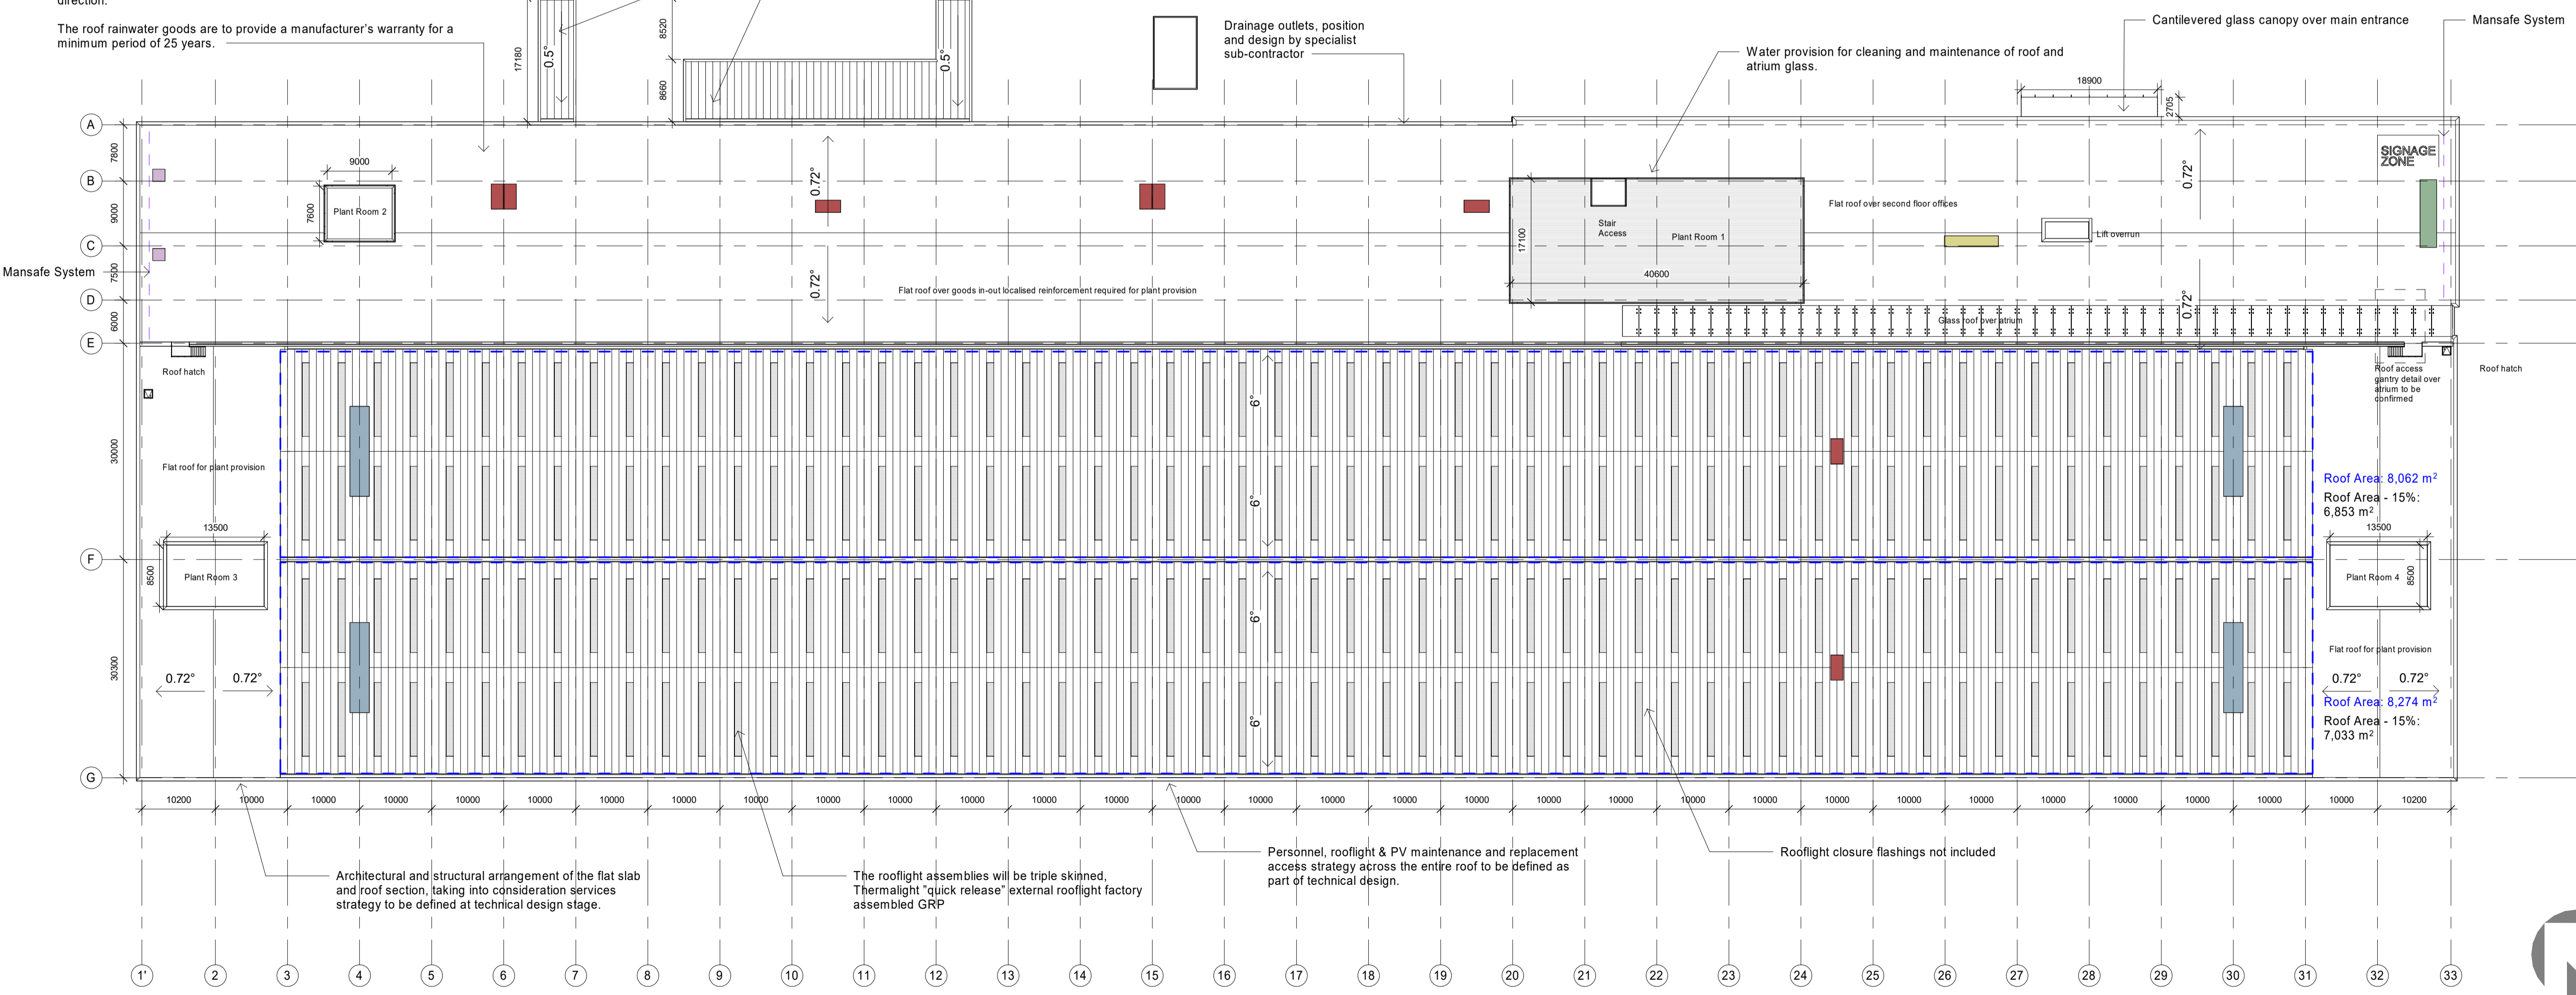 direction.
The roof rainwater goods are to provide a manufacturer's warranty for a
minimum period of 25 years.
17180
0.5°
8520
8660
0.5°
Drainage outlets, position
and design by specialist
sub-contractor
Water provision for cleaning and maintenance of roof and
atrium glass.
Cantilevered glass canopy over main entrance
Mansafe System
18900
2705
A
7800
B
9000
C
7500
D
6000
E
30000
F
30300
G
Mansafe System
9000
7600
Plant Room 2
0.72°
0.72°
Flat roof over goods in-out localised reinforcement required for plant provision
17100
Stair
Access
Plant Room 1
40600
Flat roof over second floor offices
Lift overrun
0.72°
0.72°
SIGNAGE
ZONE
Glass roof over atrium
Roof hatch
Flat roof for plant provision
13500
8500
Plant Room 3
0.72°
0.72°
6°
6°
6°
6°
Roof access
gantry detail over
atrium to be
confirmed
Roof hatch
Roof Area: 8,062 m²
Roof Area - 15%:
6,853 m²
13500
Plant Room 4
8500
Flat roof for plant provision
0.72°
0.72°
Roof Area: 8,274 m²
Roof Area - 15%:
7,033 m²
10200 10000 10000 10000 10000 10000 10000 10000 10000 10000 10000 10000 10000 10000 10000 10000 10000 10000 10000 10000 10000 10000 10000 10000 10000 10000 10000 10000 10000 10000 10000 10200
Architectural and structural arrangement of the flat slab
and roof section, taking into consideration services
strategy to be defined at technical design stage.
The rooflight assemblies will be triple skinned,
Thermalight "quick release" external rooflight factory
assembled GRP
Personnel, rooflight & PV maintenance and replacement
access strategy across the entire roof to be defined as
part of technical design.
Rooflight closure flashings not included
1' 2 3 4 5 6 7 8 9 10 11 12 13 14 15 16 17 18 19 20 21 22 23 24 25 26 27 28 29 30 31 32 33